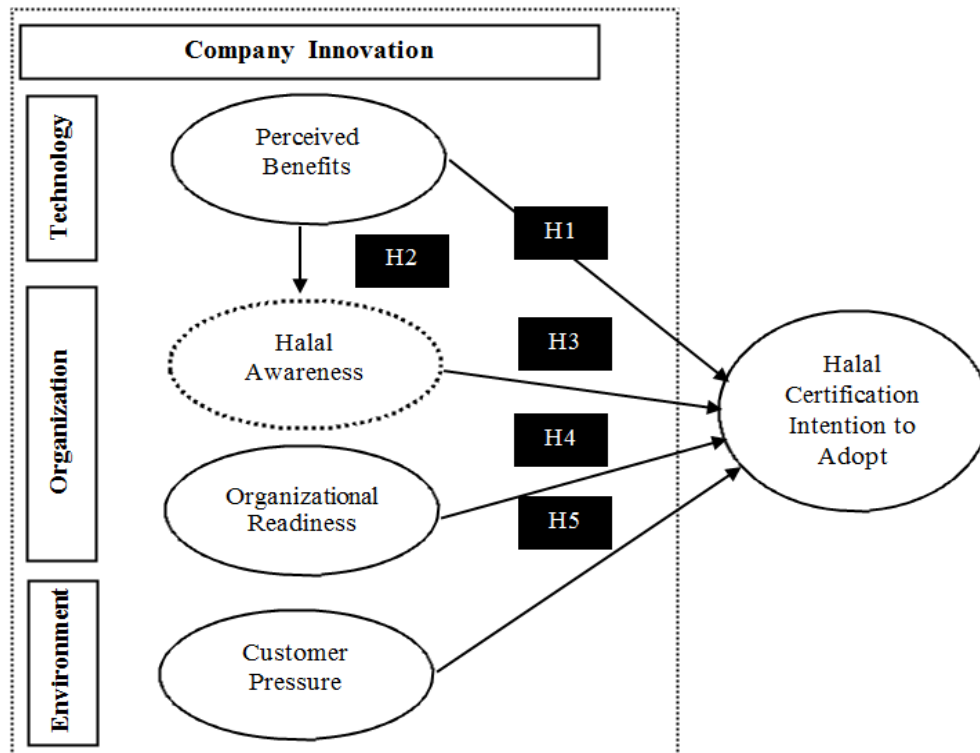 Company Innovation
Technology
Perceived
Benefits
H1
H2
Organization
Halal
Awareness
H3
Halal
Certification
Intention to
Adopt
H4
Organizational
Readiness
H5
Environment
Customer
Pressure